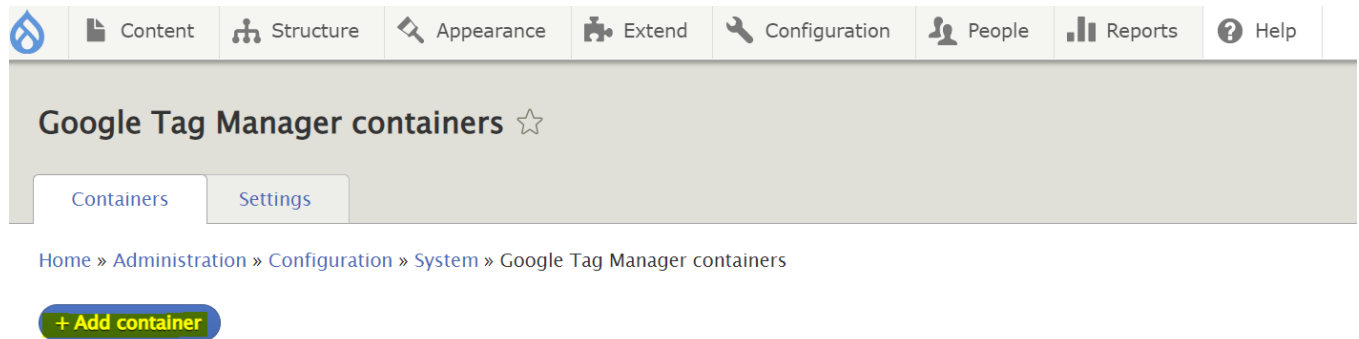 Content Structure Appearance Extend Configuration People Reports Help
Google Tag Manager containers
Containers Settings
Home » Administration » Configuration » System » Google Tag Manager containers
+ Add container